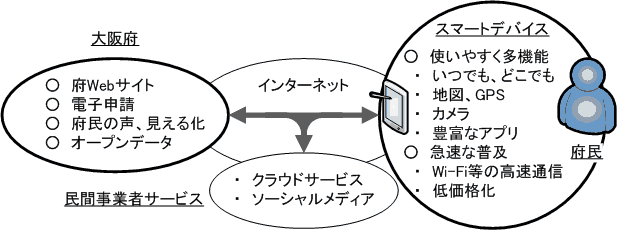 大阪府
○ 府Webサイト
○ 電子申請
○ 府民の声、見える化
○ オープンデータ
インターネット
民間事業者サービス
・ クラウドサービス
・ ソーシャルメディア
スマートデバイス
○ 使いやすく多機能
・ いつでも、どこでも
・ 地図、GPS
・ カメラ
・ 豊富なアプリ
○ 急速な普及
・ Wi-Fi等の高速通信
・ 低価格化
府民